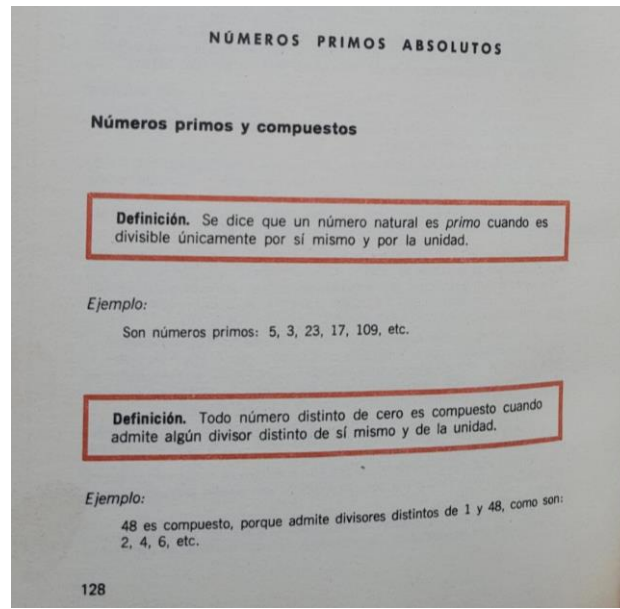 NÚMEROS PRIMOS ABSOLUTOS
Números primos y compuestos
Definición. Se dice que un número natural es primo cuando es
divisible únicamente por sí mismo y por la unidad.
Ejemplo:
Son números primos: 5, 3, 23, 17, 109, etc.
Definición. Todo número distinto de cero es compuesto cuando
admite algún divisor distinto de sí mismo y de la unidad.
Ejemplo:
48 es compuesto, porque admite divisores distintos de 1 y 48, como son:
2, 4, 6, etc.
128